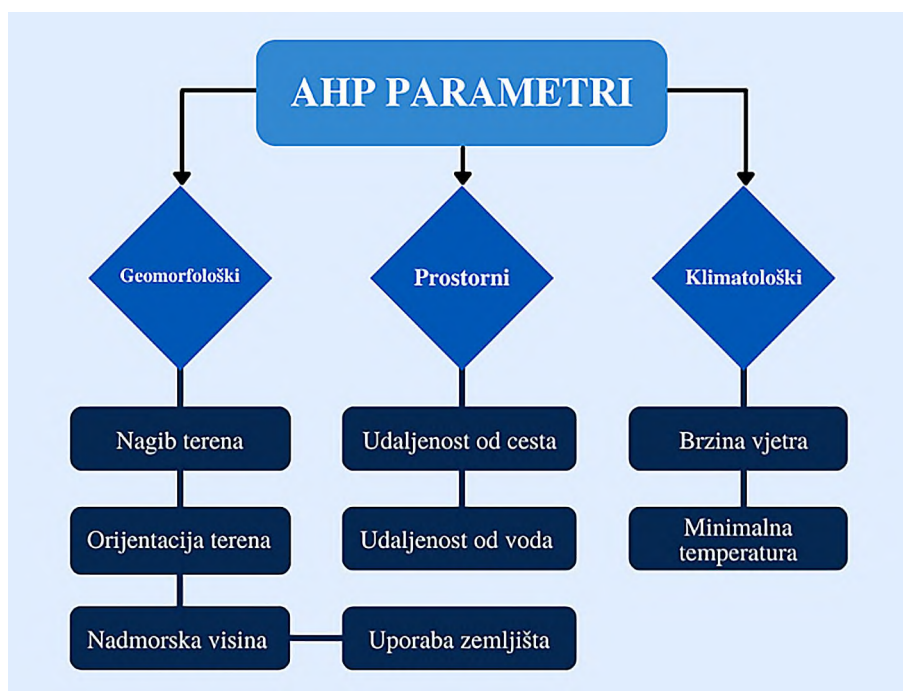 AHP PARAMETRI
Geomorfološki
Prostorni
Klimatološki
Nagib terena
Udaljenost od cesta
Brzina vjetra
Orijentacija terena
Udaljenost od voda
Minimalna
temperatura
Nadmorska visina
Uporaba zemljišta